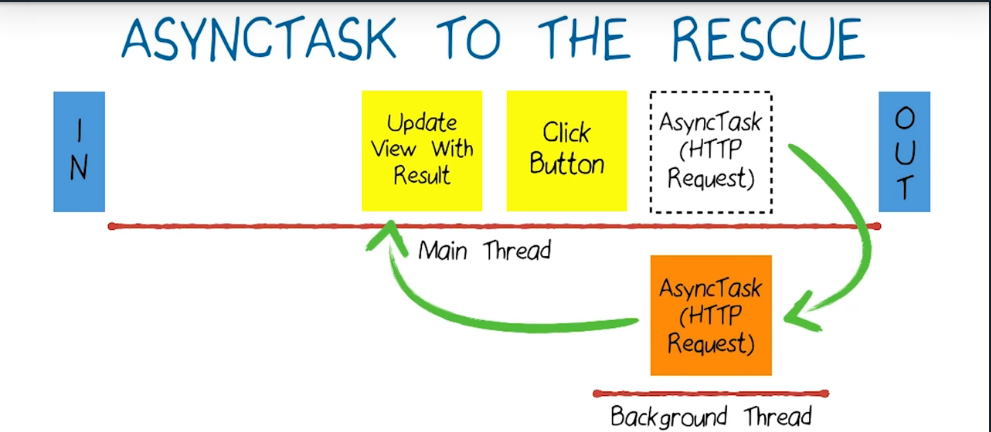 ASYNCTASK TO THE RESCUE
IN
Update
View With
Result
Click
Button
AsyncTask
(HTTP
Request)
OUT
Main Thread
AsyncTask
(HTTP
Request)
Background Thread